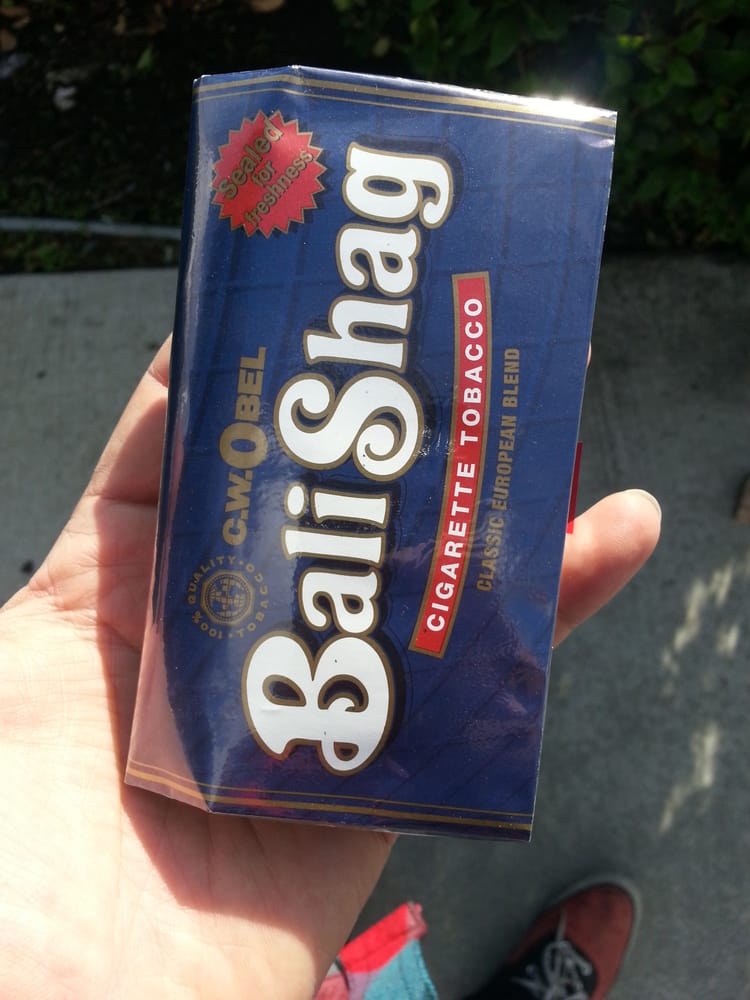 Sealed
for
freshness
C.W.OBEL
100% QUALITY • TOBACCO •
Bali Shag
CIGARETTE TOBACCO
CLASSIC EUROPEAN BLEND